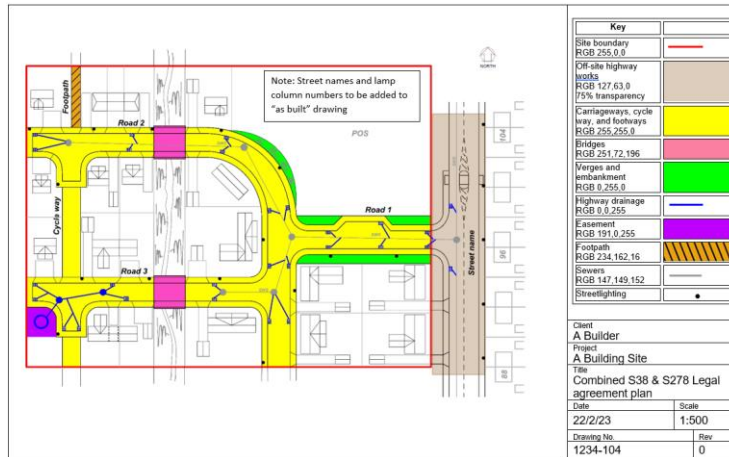 Note: Street names and lamp
column numbers to be added to
"as built" drawing
NORTH
Footpath
Road 2
POS
104
Road 1
Cycle way
Street name
96
Road 3
88
Key
Site boundary
RGB 255,0,0
Off-site highway
works
RGB 127,63,0
75% transparency
Carriageways, cycle
way, and footways
RGB 255,255,0
Bridges
RGB 251,72,196
Verges and
embankment
RGB 0,255,0
Highway drainage
RGB 0,0,255
Easement
RGB 191,0,255
Footpath
RGB 234,162,16
Sewers
RGB 147,149,152
Streetlighting
Client
A Builder
Project
A Building Site
Title
Combined S38 & S278 Legal
agreement plan
Date
Scale
22/2/23
1:500
Drawing No.
Rev
1234-104
0